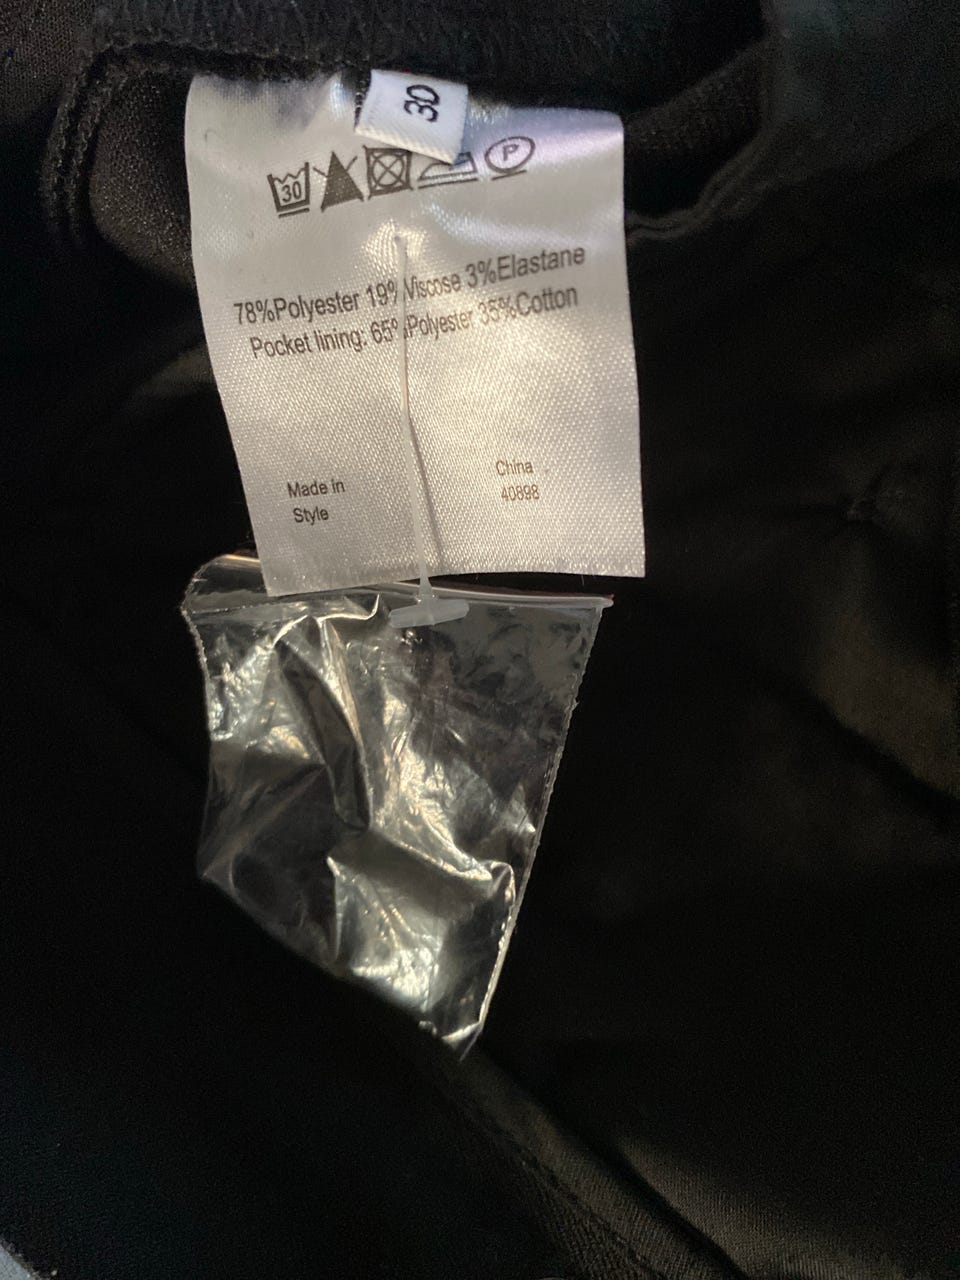 30
30 P
78%Polyester 19% Viscose 3%Elastane
Pocket lining: 65% Polyester 35%Cotton
Made in China
Style 40898